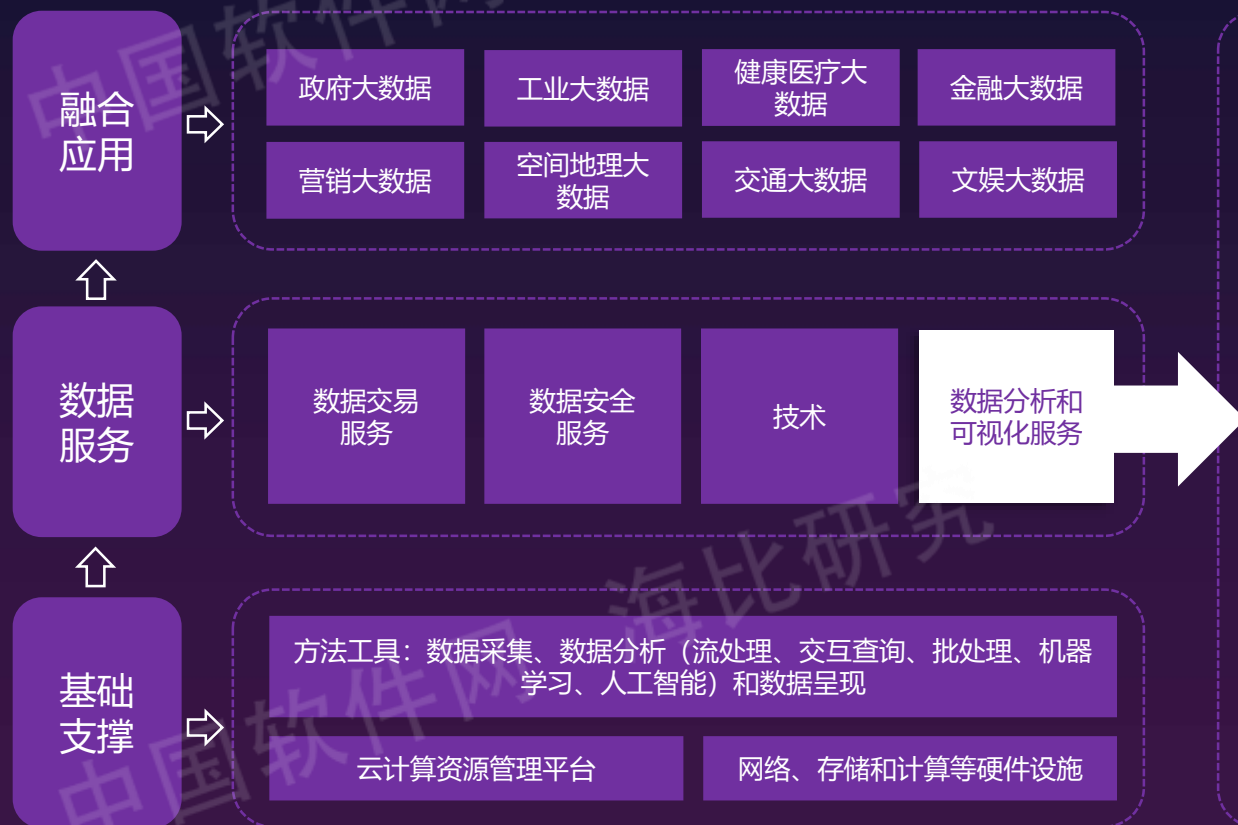 中国软件网
融合
应用
政府大数据
工业大数据
健康医疗大
数据
金融大数据
营销大数据
空间地理大
数据
交通大数据
文娱大数据
数据
服务
数据交易
服务
数据安全
服务
技术
数据分析和
可视化服务
海比研究
基础
支撑
方法工具：数据采集、数据分析（流处理、交互查询、批处理、机器
学习、人工智能）和数据呈现
中国软件网
云计算资源管理平台
网络、存储和计算等硬件设施